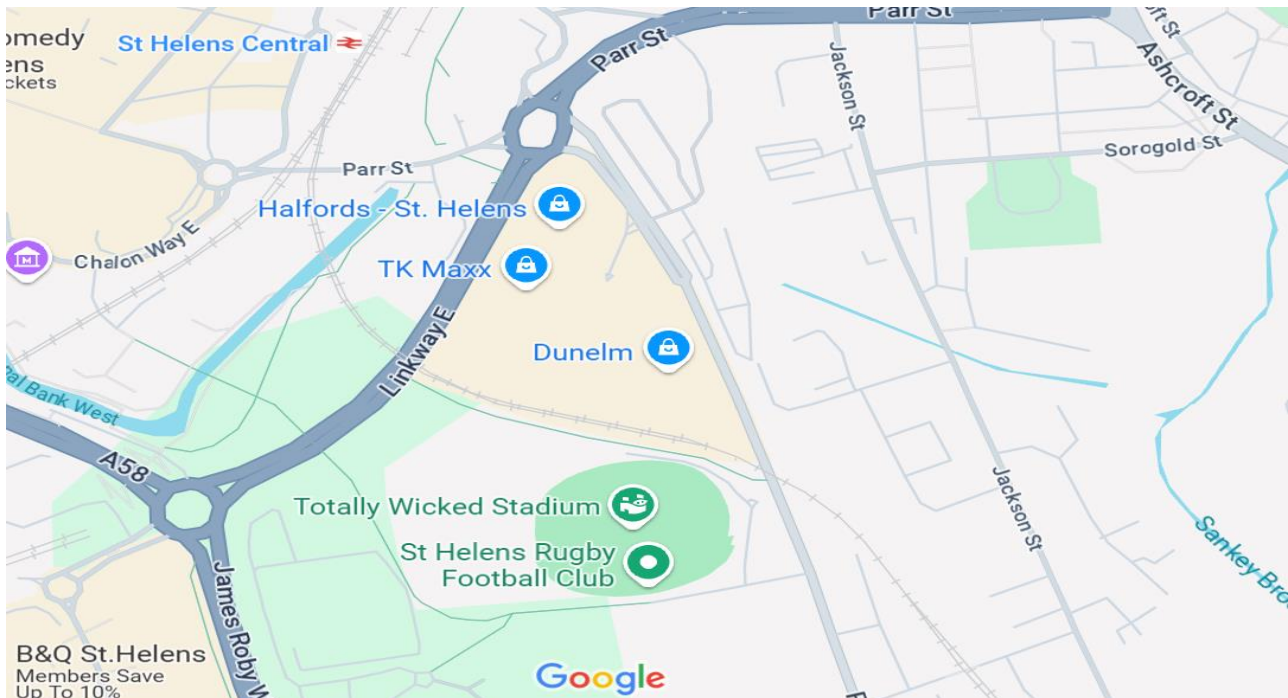 Parr St
omedy
ens
ckets
St Helens Central
Parr St
Jackson St
Ashcroft St
ft St
Sorogold St
Parr St
Halfords - St. Helens
Chalon Way E
TK Maxx
Linkway E
Dunelm
al Bank West
A58
Totally Wicked Stadium
St Helens Rugby
Football Club
Jackson St
Sankey Bro
James Roby W
B&Q St.Helens
Members Save
Up To 10%
Google